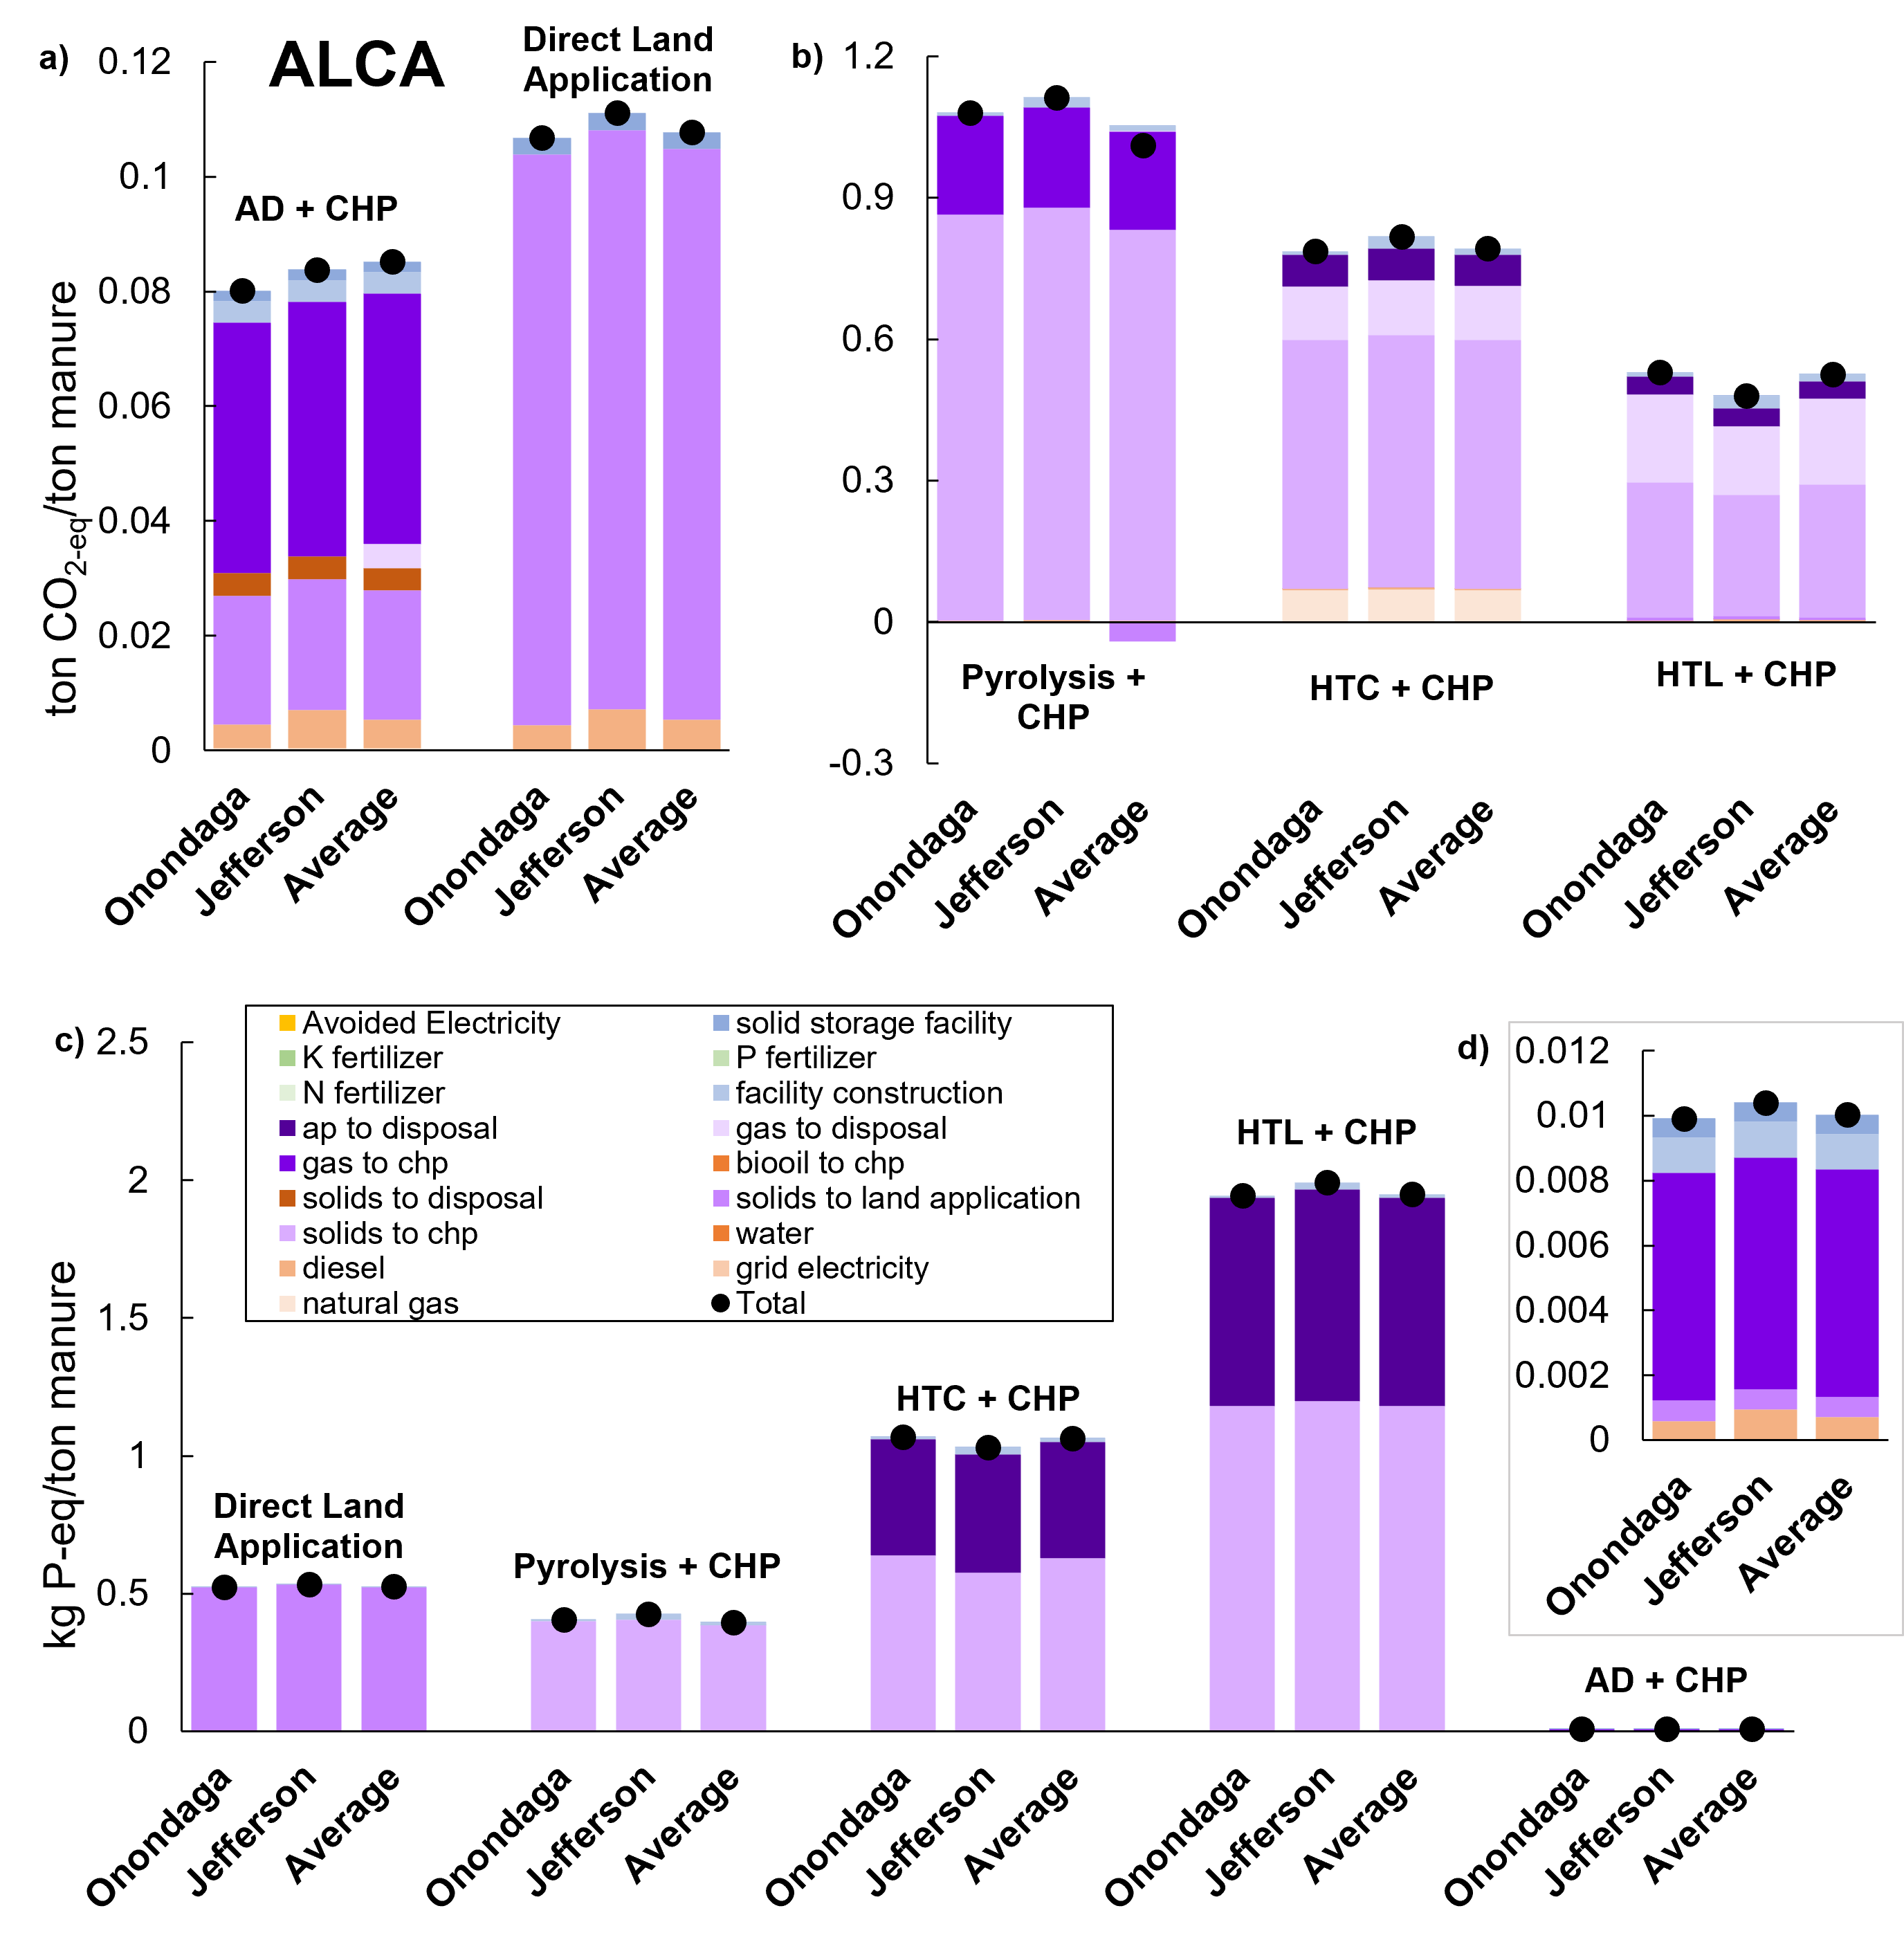 a)
ALCA
Direct Land
Application
AD + CHP
0.12
0.1
0.08
0.06
0.04
0.02
0
ton CO2-eq/ton manure
Onondaga
Jefferson
Average
Onondaga
Jefferson
Average
b)
1.2
0.9
0.6
0.3
0
-0.3
Pyrolysis +
CHP
HTC + CHP
HTL + CHP
Onondaga
Jefferson
Average
Onondaga
Jefferson
Average
Onondaga
Jefferson
Average
c)
2.5
2
1.5
1
0.5
0
kg P-eq/ton manure
Avoided Electricity
solid storage facility
K fertilizer
P fertilizer
N fertilizer
facility construction
ap to disposal
gas to disposal
gas to chp
biooil to chp
solids to disposal
solids to land application
solids to chp
water
diesel
grid electricity
natural gas
Total
Direct Land
Application
Pyrolysis + CHP
HTC + CHP
HTL + CHP
AD + CHP
Onondaga
Jefferson
Average
Onondaga
Jefferson
Average
Onondaga
Jefferson
Average
Onondaga
Jefferson
Average
Onondaga
Jefferson
Average
d)
0.012
0.01
0.008
0.006
0.004
0.002
0
Onondaga
Jefferson
Average